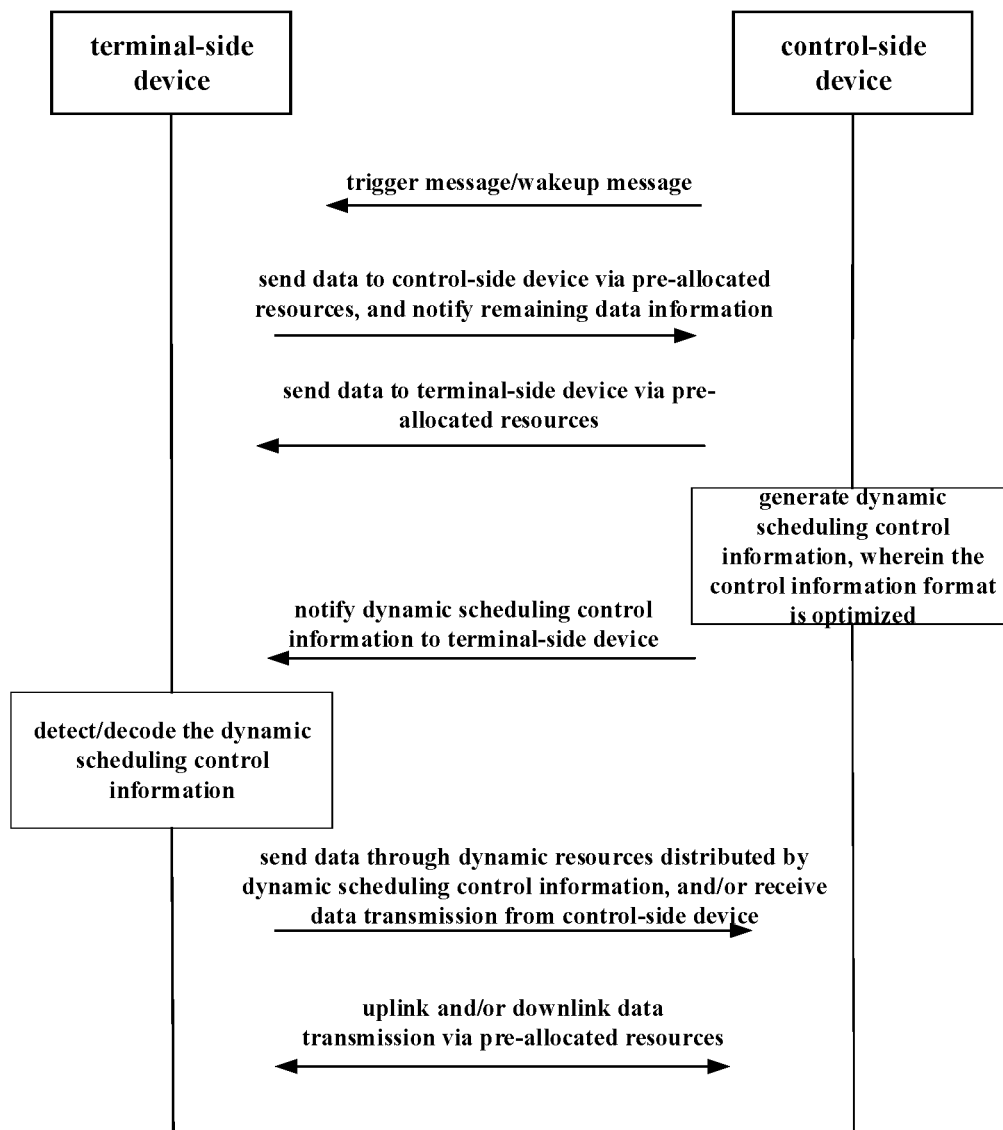 terminal-side
device
control-side
device
trigger message/wakeup message
send data to control-side device via pre-allocated
resources, and notify remaining data information
send data to terminal-side device via pre-
allocated resources
generate dynamic
scheduling control
information, wherein the
control information format
is optimized
notify dynamic scheduling control
information to terminal-side device
detect/decode the dynamic
scheduling control
information
send data through dynamic resources distributed by
dynamic scheduling control information, and/or receive
data transmission from control-side device
uplink and/or downlink data
transmission via pre-allocated resources